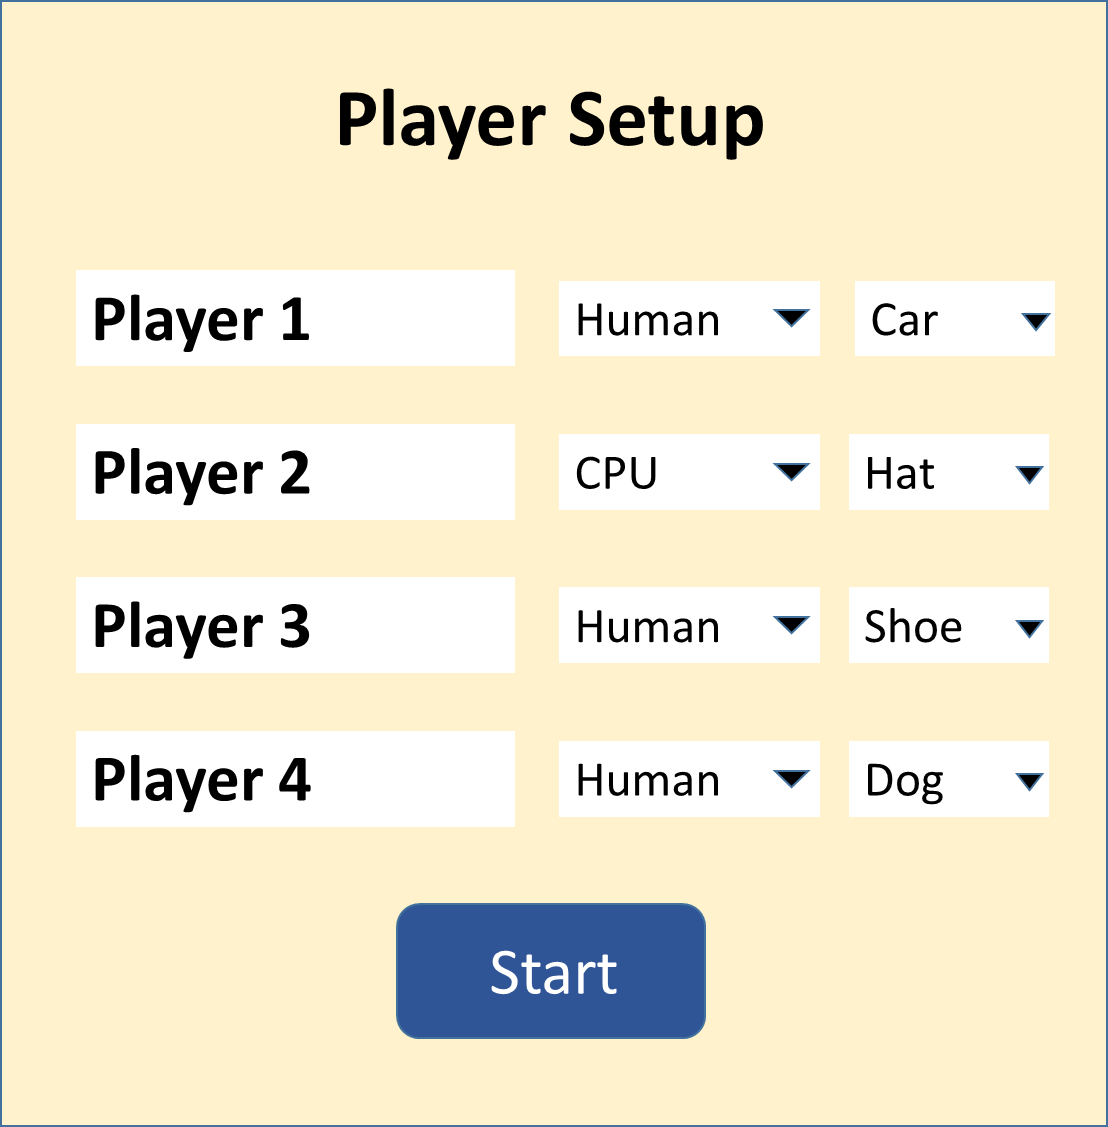 Player Setup
Player 1 Human Car
Player 2 CPU Hat
Player 3 Human Shoe
Player 4 Human Dog
Start